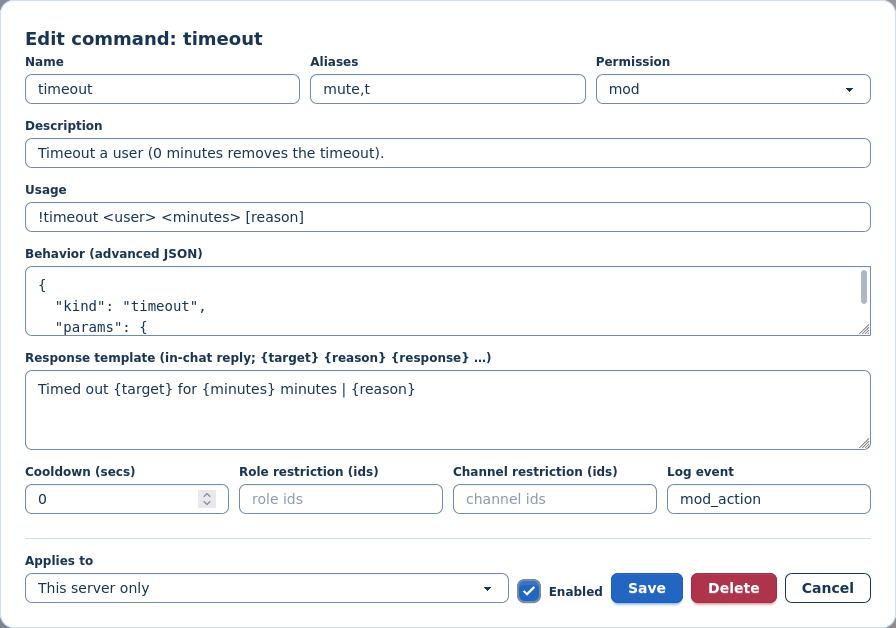 Edit command: timeout
Name Aliases Permission
timeout mute,t mod
Description
Timeout a user (0 minutes removes the timeout).
Usage
!timeout <user> <minutes> [reason]
Behavior (advanced JSON)
{
  "kind": "timeout",
  "params": {
Response template (in-chat reply; {target} {reason} {response} …)
Timed out {target} for {minutes} minutes | {reason}
Cooldown (secs) Role restriction (ids) Channel restriction (ids) Log event
0 role ids channel ids mod_action
Applies to
This server only Enabled Save Delete Cancel